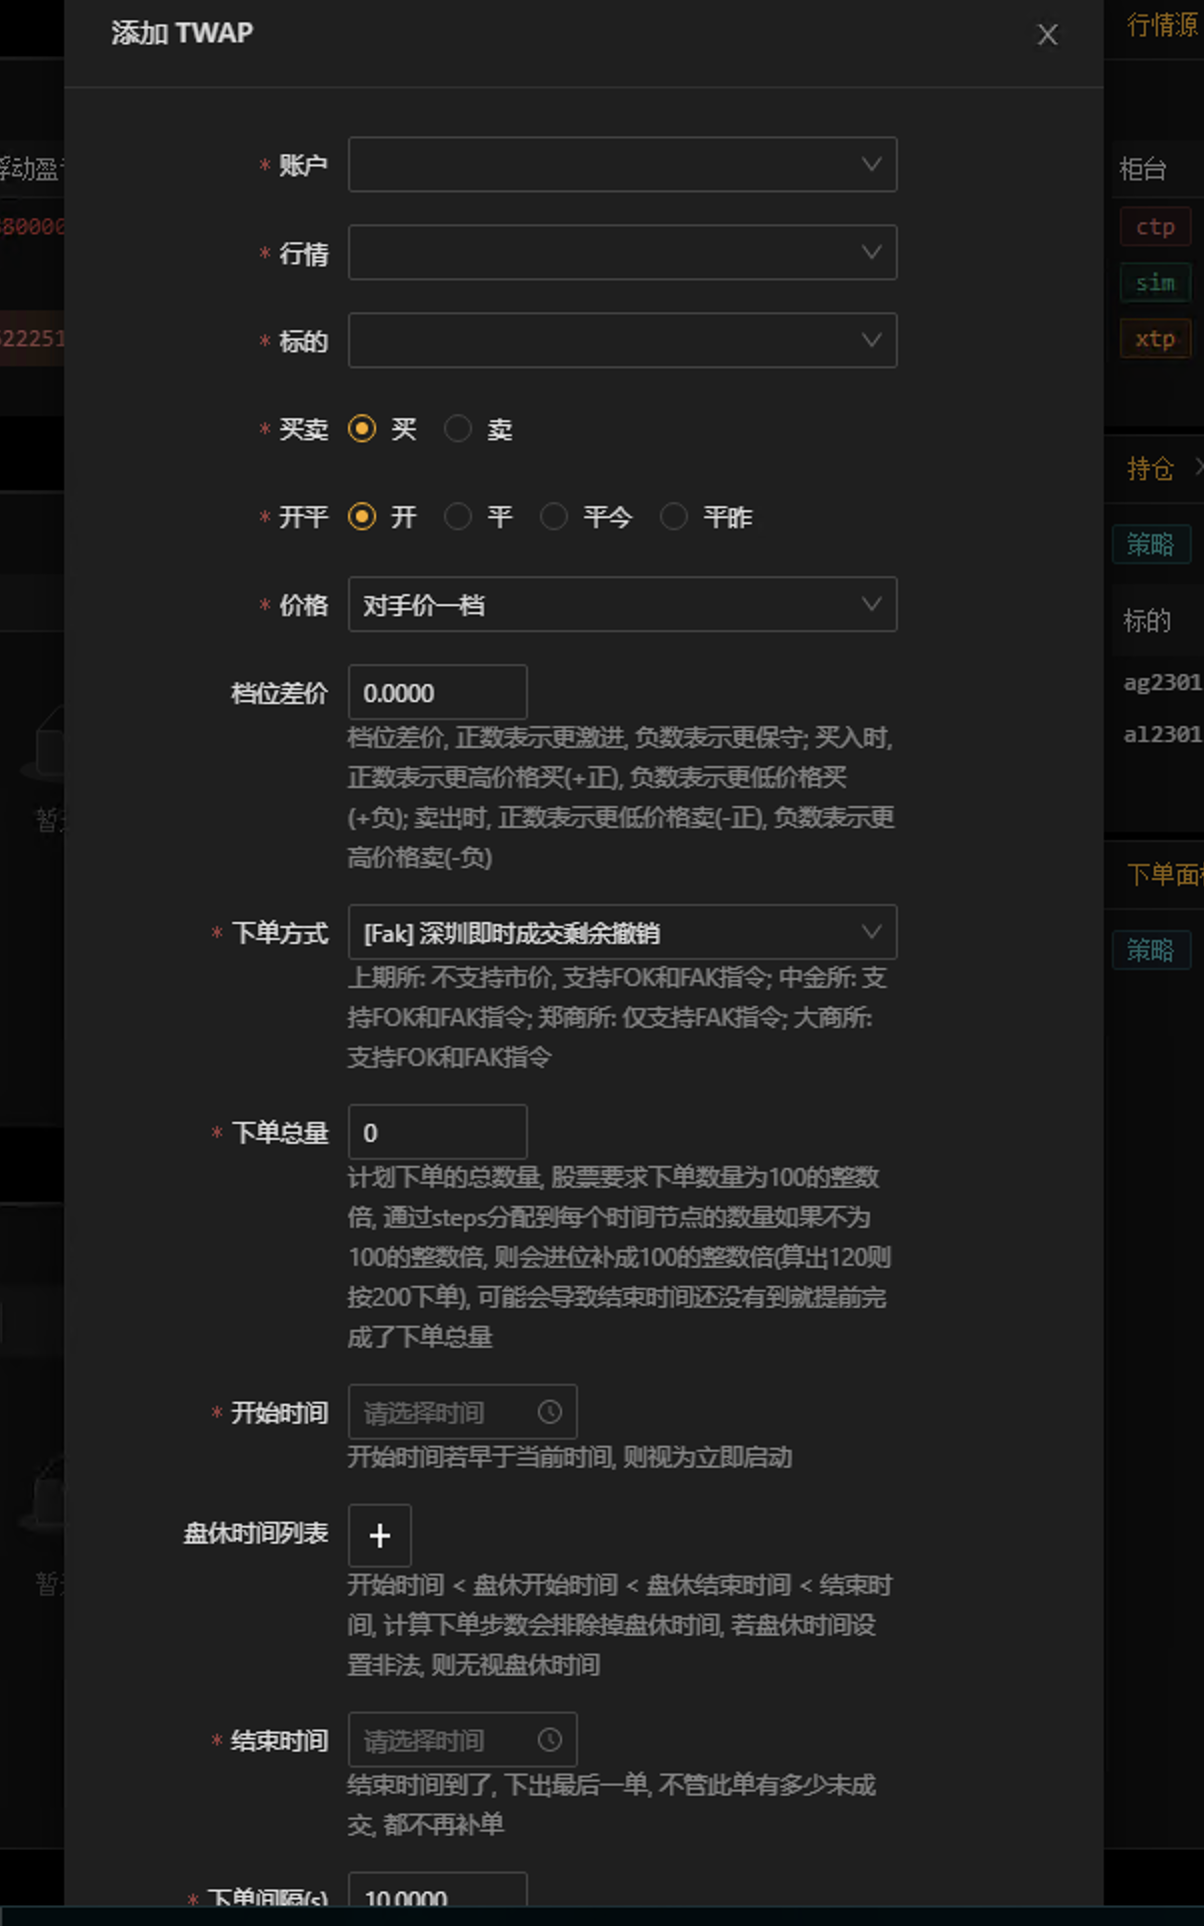 添加 TWAP
行情源
浮动盈
柜台
* 账户
80000
ctp
* 行情
sim
* 标的
22251
xtp
* 买卖 买 卖
持仓
* 开平 开 平 平今 平昨
策略
* 价格 对手价一档
标的
档位差价 0.0000
ag2301
档位差价, 正数表示更激进, 负数表示更保守; 买入时,
al2301
正数表示更高价格买(+正), 负数表示更低价格买
(+负); 卖出时, 正数表示更低价格卖(-正), 负数表示更
暂
高价格卖(-负)
下单面
* 下单方式 [Fak] 深圳即时成交剩余撤销
策略
上期所: 不支持市价, 支持FOK和FAK指令; 中金所: 支
持FOK和FAK指令; 郑商所: 仅支持FAK指令; 大商所:
支持FOK和FAK指令
* 下单总量 0
计划下单的总数量, 股票要求下单数量为100的整数
倍, 通过steps分配到每个时间节点的数量如果不为
100的整数倍, 则会进位补成100的整数倍(算出120则
按200下单), 可能会导致结束时间还没有到就提前完
成了下单总量
* 开始时间 请选择时间
开始时间若早于当前时间, 则视为立即启动
盘休时间列表 +
暂
开始时间 < 盘休开始时间 < 盘休结束时间 < 结束时
间, 计算下单步数会排除掉盘休时间, 若盘休时间设
置非法, 则无视盘休时间
* 结束时间 请选择时间
结束时间到了, 下出最后一单, 不管此单有多少未成
交, 都不再补单
* 下单间隔(s) 10.0000